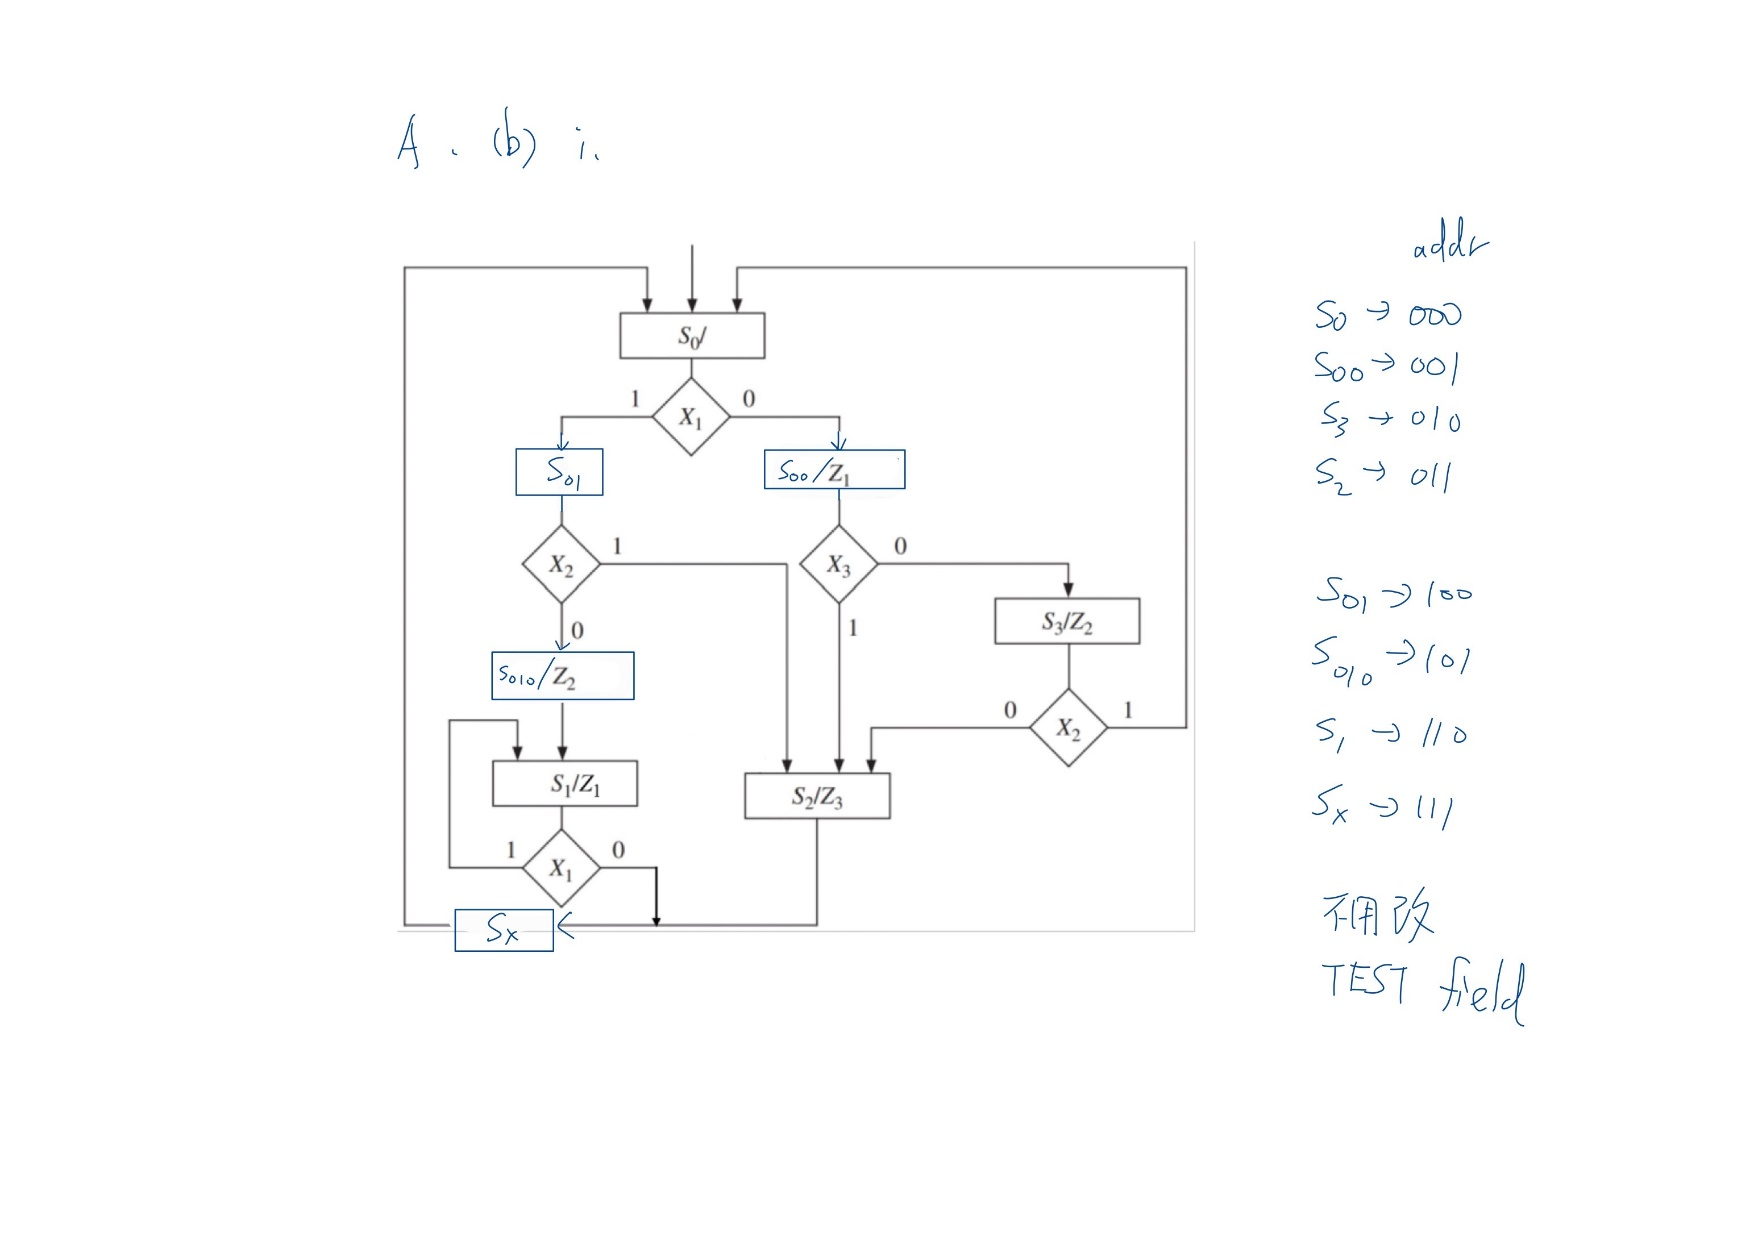 A. (b) i.
S₀/
1 X₁ 0
S₀₁
S₀₀/Z₁
X₂ 1
X₃ 0
0
1
S₃/Z₂
S₀₁₀/Z₂
0 X₂ 1
S₁/Z₁
S₂/Z₃
1 X₁ 0
Sₓ
addr
S₀ → 000
S₀₀ → 001
S₃ → 010
S₂ → 011
S₀₁ → 100
S₀₁₀ → 101
S₁ → 110
Sₓ → 111
不用改
TEST field